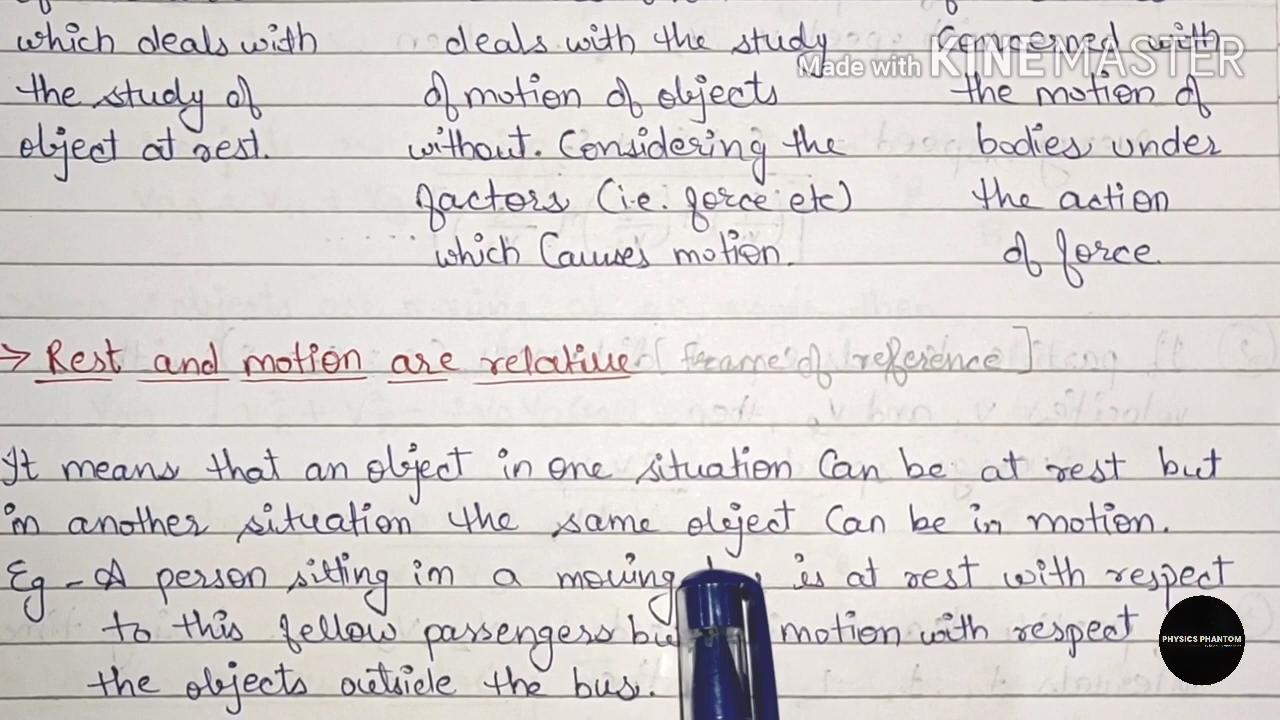 which deals with
the study of
object at rest.
deals with the study
of motion of objects
without. Considering the
factors (i.e. force etc)
which Causes motion.
Concerned with
the motion of
bodies under
the action
of force.
Made with KINEMASTER
→ Rest and motion are relative [Frame of reference]
It means that an object in one situation Can be at rest but
in another situation the same object Can be in motion.
Eg - A person sitting in a moving is at rest with respect
to this fellow passengers motion with respect
the objects outside the bus.
PHYSICS PHANTOM